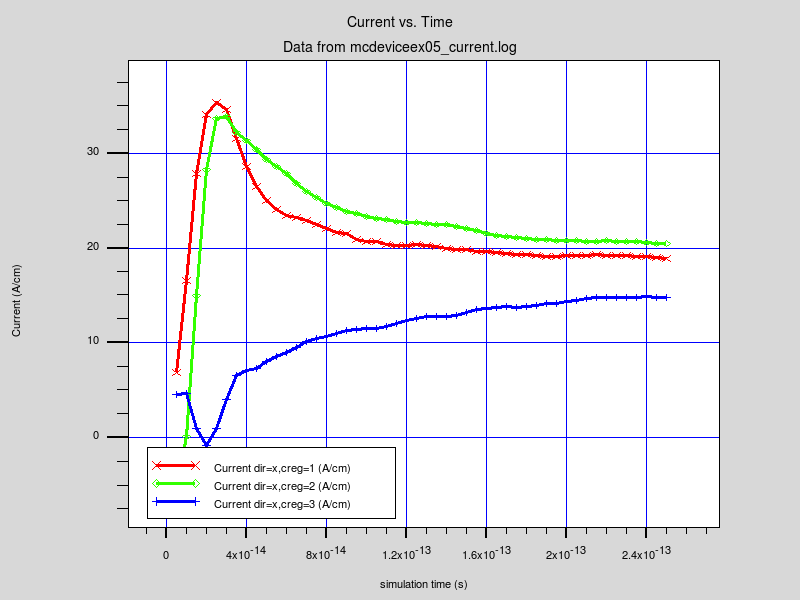 Current vs. Time
Data from mcdeviceex05_current.log
Current (A/cm)
30
20
10
0
Current dir=x,creg=1 (A/cm)
Current dir=x,creg=2 (A/cm)
Current dir=x,creg=3 (A/cm)
0 4x10-14 8x10-14 1.2x10-13 1.6x10-13 2x10-13 2.4x10-13
simulation time (s)